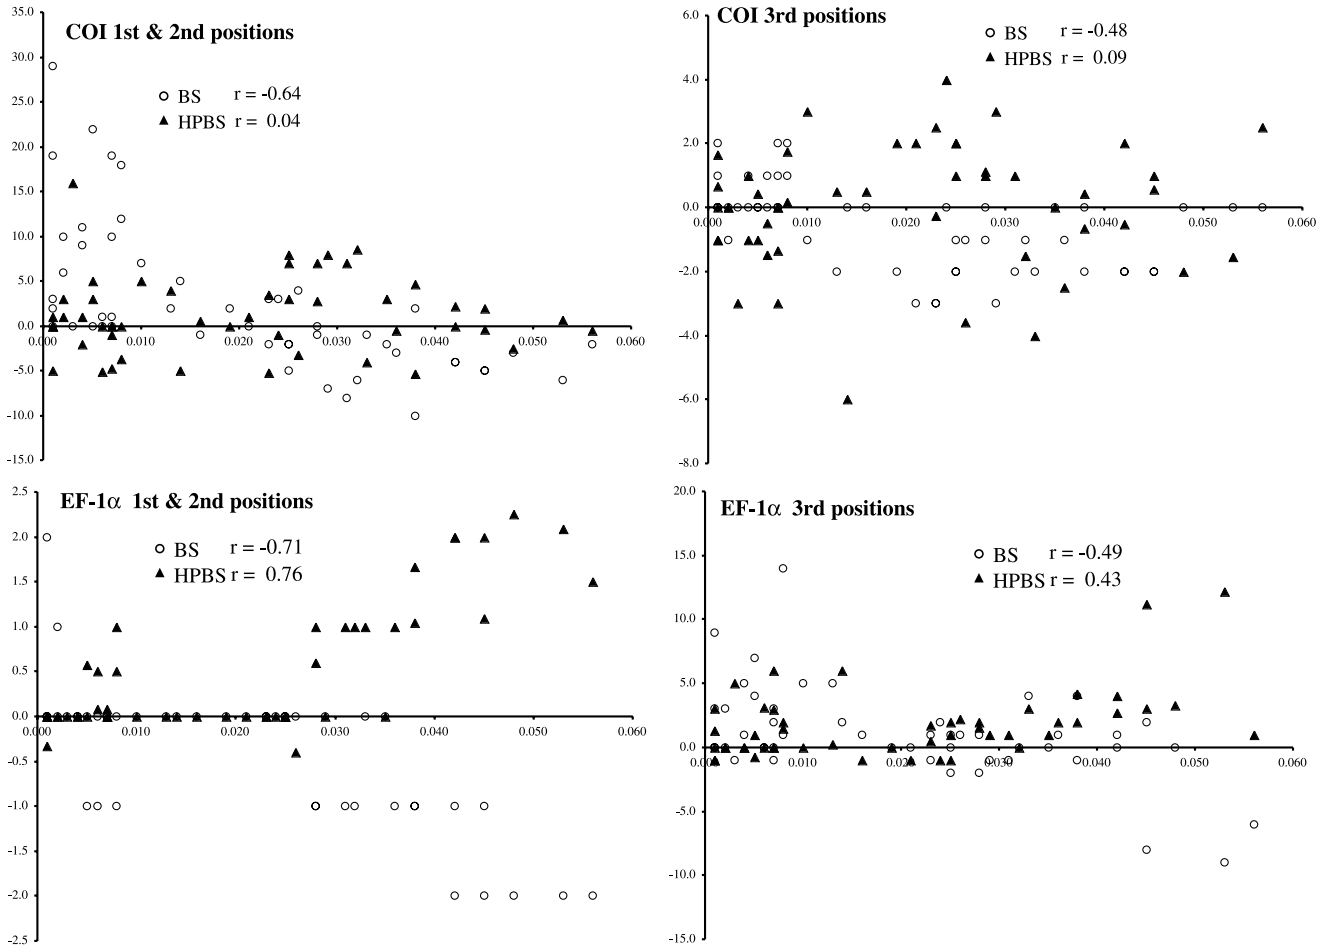 COI 1st & 2nd positions
BS r = -0.64
HPBS r = 0.04
35.0
30.0
25.0
20.0
15.0
10.0
5.0
0.0
-5.0
-10.0
-15.0
0.000 0.010 0.020 0.030 0.040 0.050 0.060
COI 3rd positions
BS r = -0.48
HPBS r = 0.09
6.0
4.0
2.0
0.0
-2.0
-4.0
-6.0
-8.0
0.000 0.010 0.020 0.030 0.040 0.050 0.060
EF-1α 1st & 2nd positions
BS r = -0.71
HPBS r = 0.76
2.5
2.0
1.5
1.0
0.5
0.0
-0.5
-1.0
-1.5
-2.0
-2.5
0.000 0.010 0.020 0.030 0.040 0.050 0.060
EF-1α 3rd positions
BS r = -0.49
HPBS r = 0.43
20.0
15.0
10.0
5.0
0.0
-5.0
-10.0
-15.0
0.000 0.010 0.020 0.030 0.040 0.050 0.060